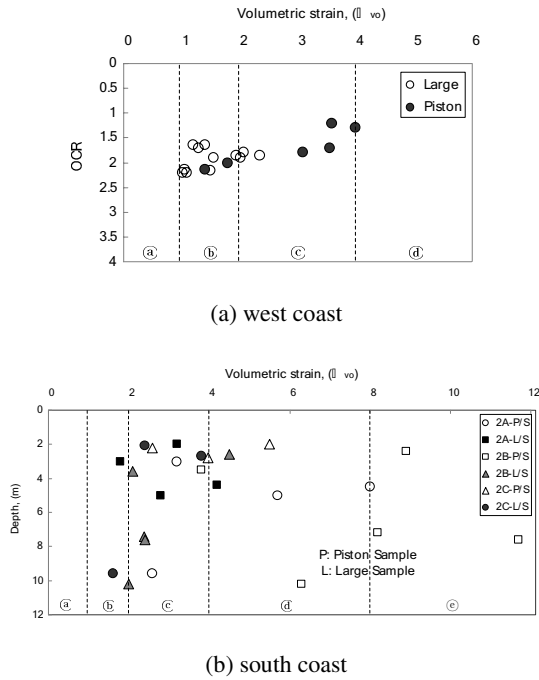 Volumetric strain, (▯ vo)
0 1 2 3 4 5 6
0
0.5
1
1.5
2
2.5
3
3.5
4
OCR
Large
Piston
ⓐ ⓑ ⓒ ⓓ
(a) west coast
Volumetric strain, (▯ vo)
0 2 4 6 8 10 12
0
2
4
6
8
10
12
Depth, (m)
2A-P/S
2A-L/S
2B-P/S
2B-L/S
2C-P/S
2C-L/S
P: Piston Sample
L: Large Sample
ⓐ ⓑ ⓒ ⓓ ⓔ
(b) south coast